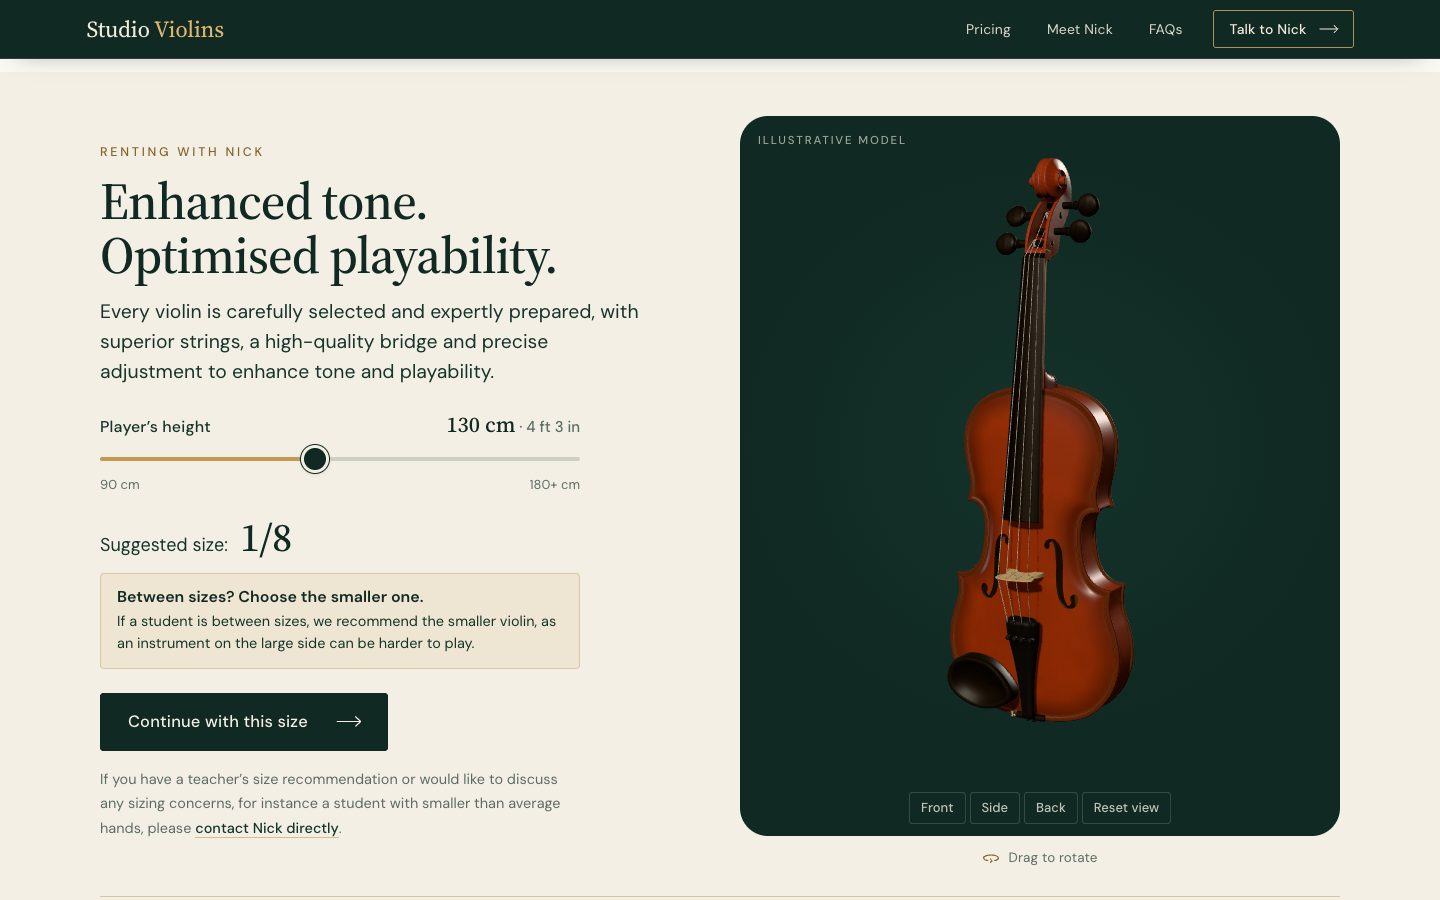 Studio Violins
Pricing
Meet Nick
FAQs
Talk to Nick
RENTING WITH NICK
Enhanced tone.
Optimised playability.
Every violin is carefully selected and expertly prepared, with
superior strings, a high-quality bridge and precise
adjustment to enhance tone and playability.
Player’s height
130 cm · 4 ft 3 in
90 cm
180+ cm
Suggested size: 1/8
Between sizes? Choose the smaller one.
If a student is between sizes, we recommend the smaller violin, as
an instrument on the large side can be harder to play.
Continue with this size
If you have a teacher’s size recommendation or would like to discuss
any sizing concerns, for instance a student with smaller than average
hands, please contact Nick directly.
ILLUSTRATIVE MODEL
Front
Side
Back
Reset view
Drag to rotate